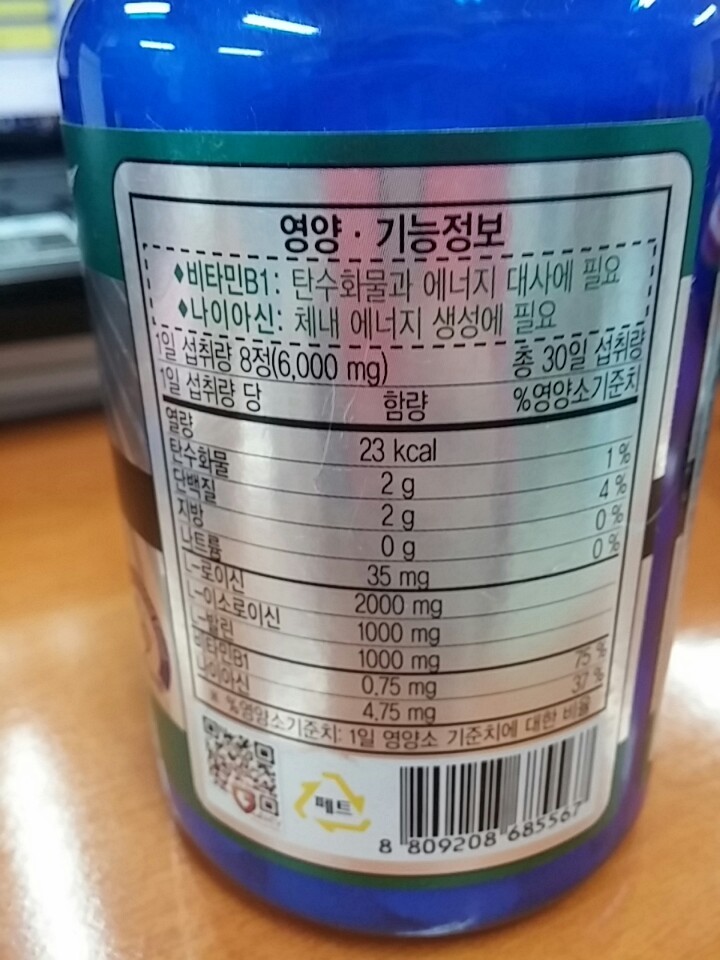 영양 · 기능정보
♦비타민B1: 탄수화물과 에너지 대사에 필요
♦나이아신: 체내 에너지 생성에 필요
1일 섭취량 8정(6,000 mg) 총 30일 섭취량
1일 섭취량 당 함량 %영양소기준치
열량 23 kcal
탄수화물 2 g 1 %
단백질 2 g 4 %
지방 0 g 0 %
나트륨 35 mg 0 %
L-로이신 2000 mg
L-이소로이신 1000 mg
L-발린 1000 mg
비타민B1 0.75 mg 75 %
나이아신 4.75 mg 37 %
※ %영양소기준치: 1일 영양소 기준치에 대한 비율
페트
8 809208 685567